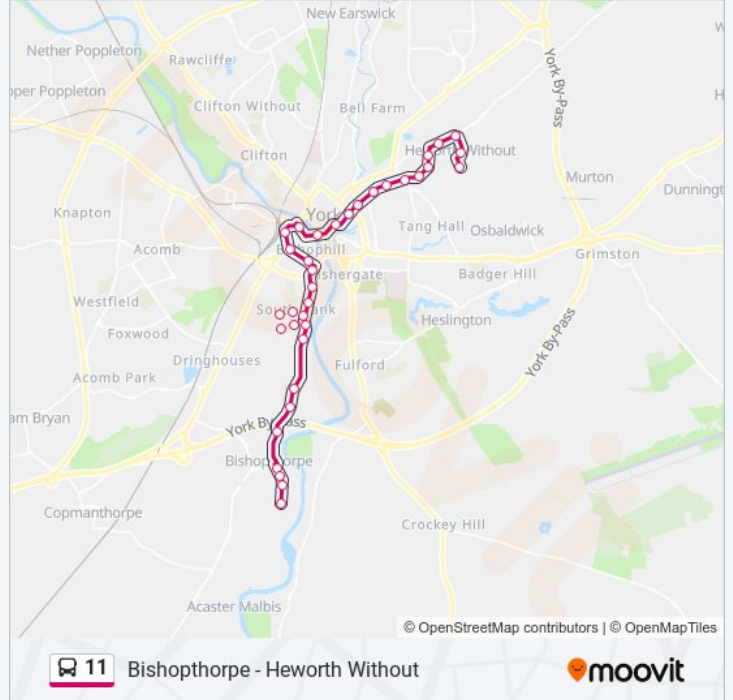 New Earswick
Nether Poppleton
Rawcliffe
York By-Pass
per Poppleton
Clifton Without
Bell Farm
Clifton
Heworth Without
Murton
Dunningt
Knapton
York
Tang Hall
Osbaldwick
Acomb
Bishophill
Grimston
Fishergate
Badger Hill
Westfield
South Bank
Heslington
Foxwood
York By-Pass
Dringhouses
Fulford
Acomb Park
am Bryan
York By-Pass
Bishopthorpe
Copmanthorpe
Crockey Hill
Acaster Malbis
© OpenStreetMap contributors | © OpenMapTiles
11 Bishopthorpe - Heworth Without
moovit